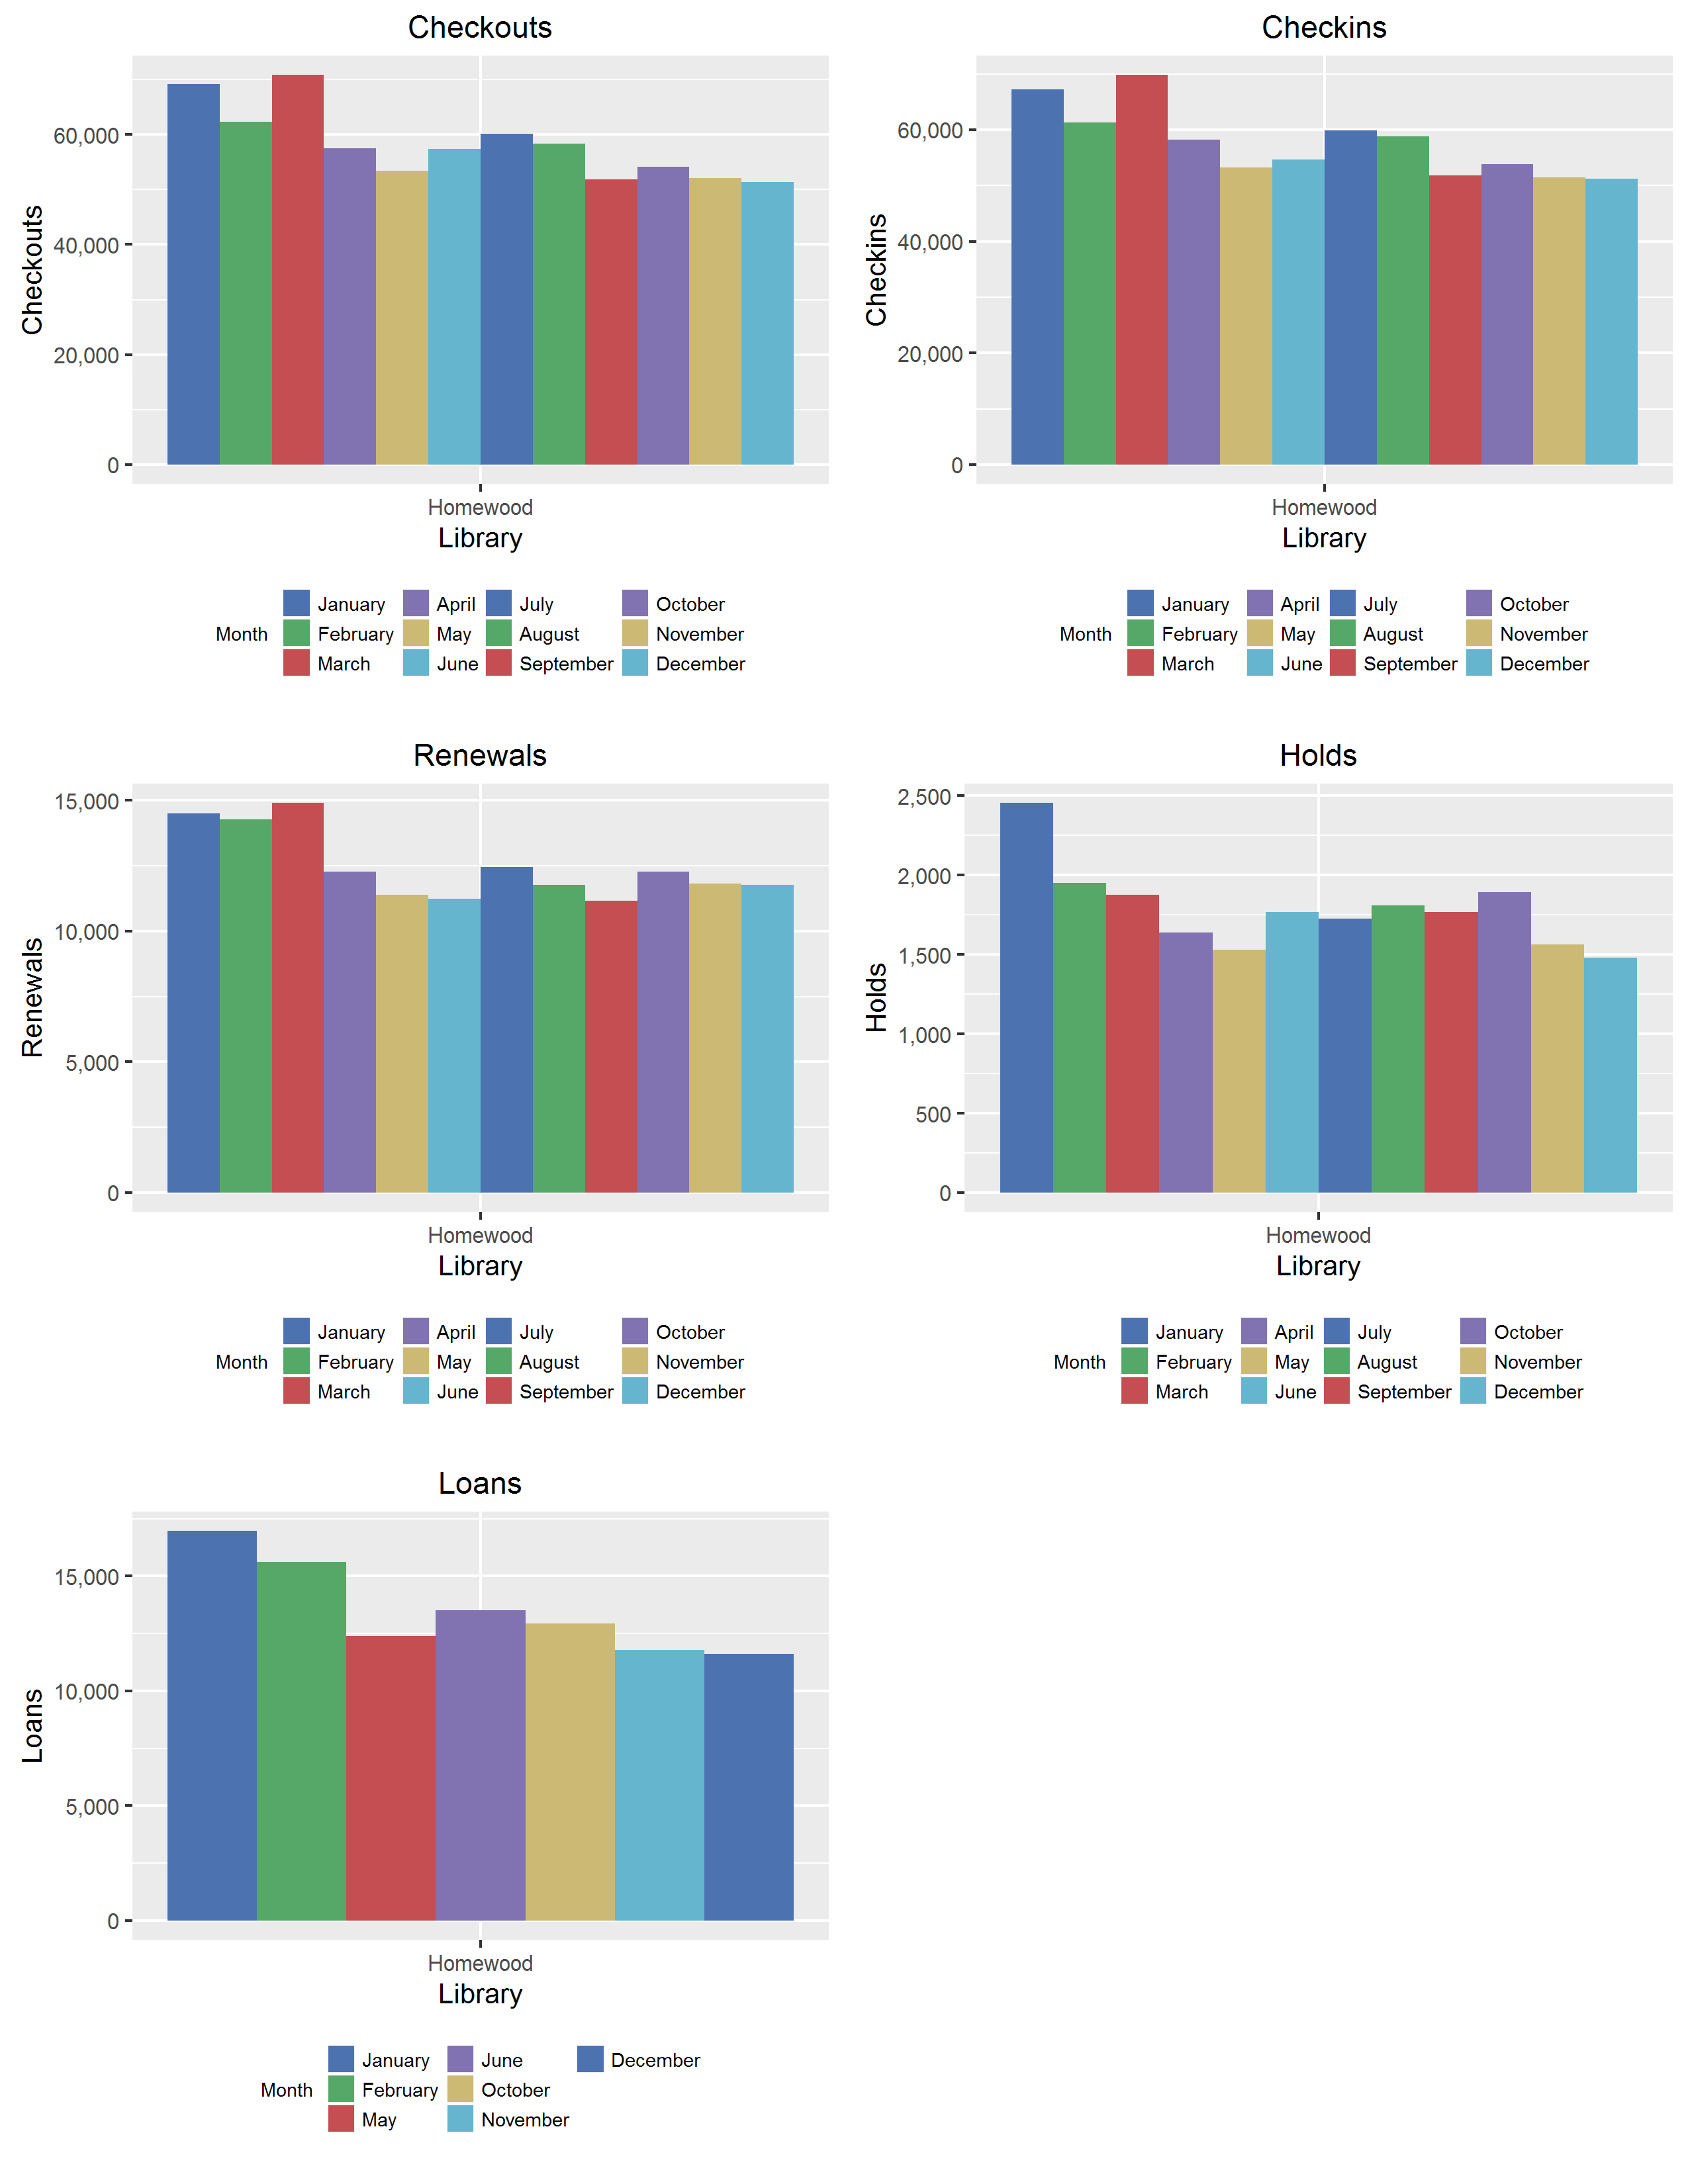 Checkouts
Checkouts
60,000
40,000
20,000
0
Homewood
Library
Month
January
February
March
April
May
June
July
August
September
October
November
December
Checkins
Checkins
60,000
40,000
20,000
0
Homewood
Library
Month
January
February
March
April
May
June
July
August
September
October
November
December
Renewals
Renewals
15,000
10,000
5,000
0
Homewood
Library
Month
January
February
March
April
May
June
July
August
September
October
November
December
Holds
Holds
2,500
2,000
1,500
1,000
500
0
Homewood
Library
Month
January
February
March
April
May
June
July
August
September
October
November
December
Loans
Loans
15,000
10,000
5,000
0
Homewood
Library
Month
January
February
May
June
October
November
December